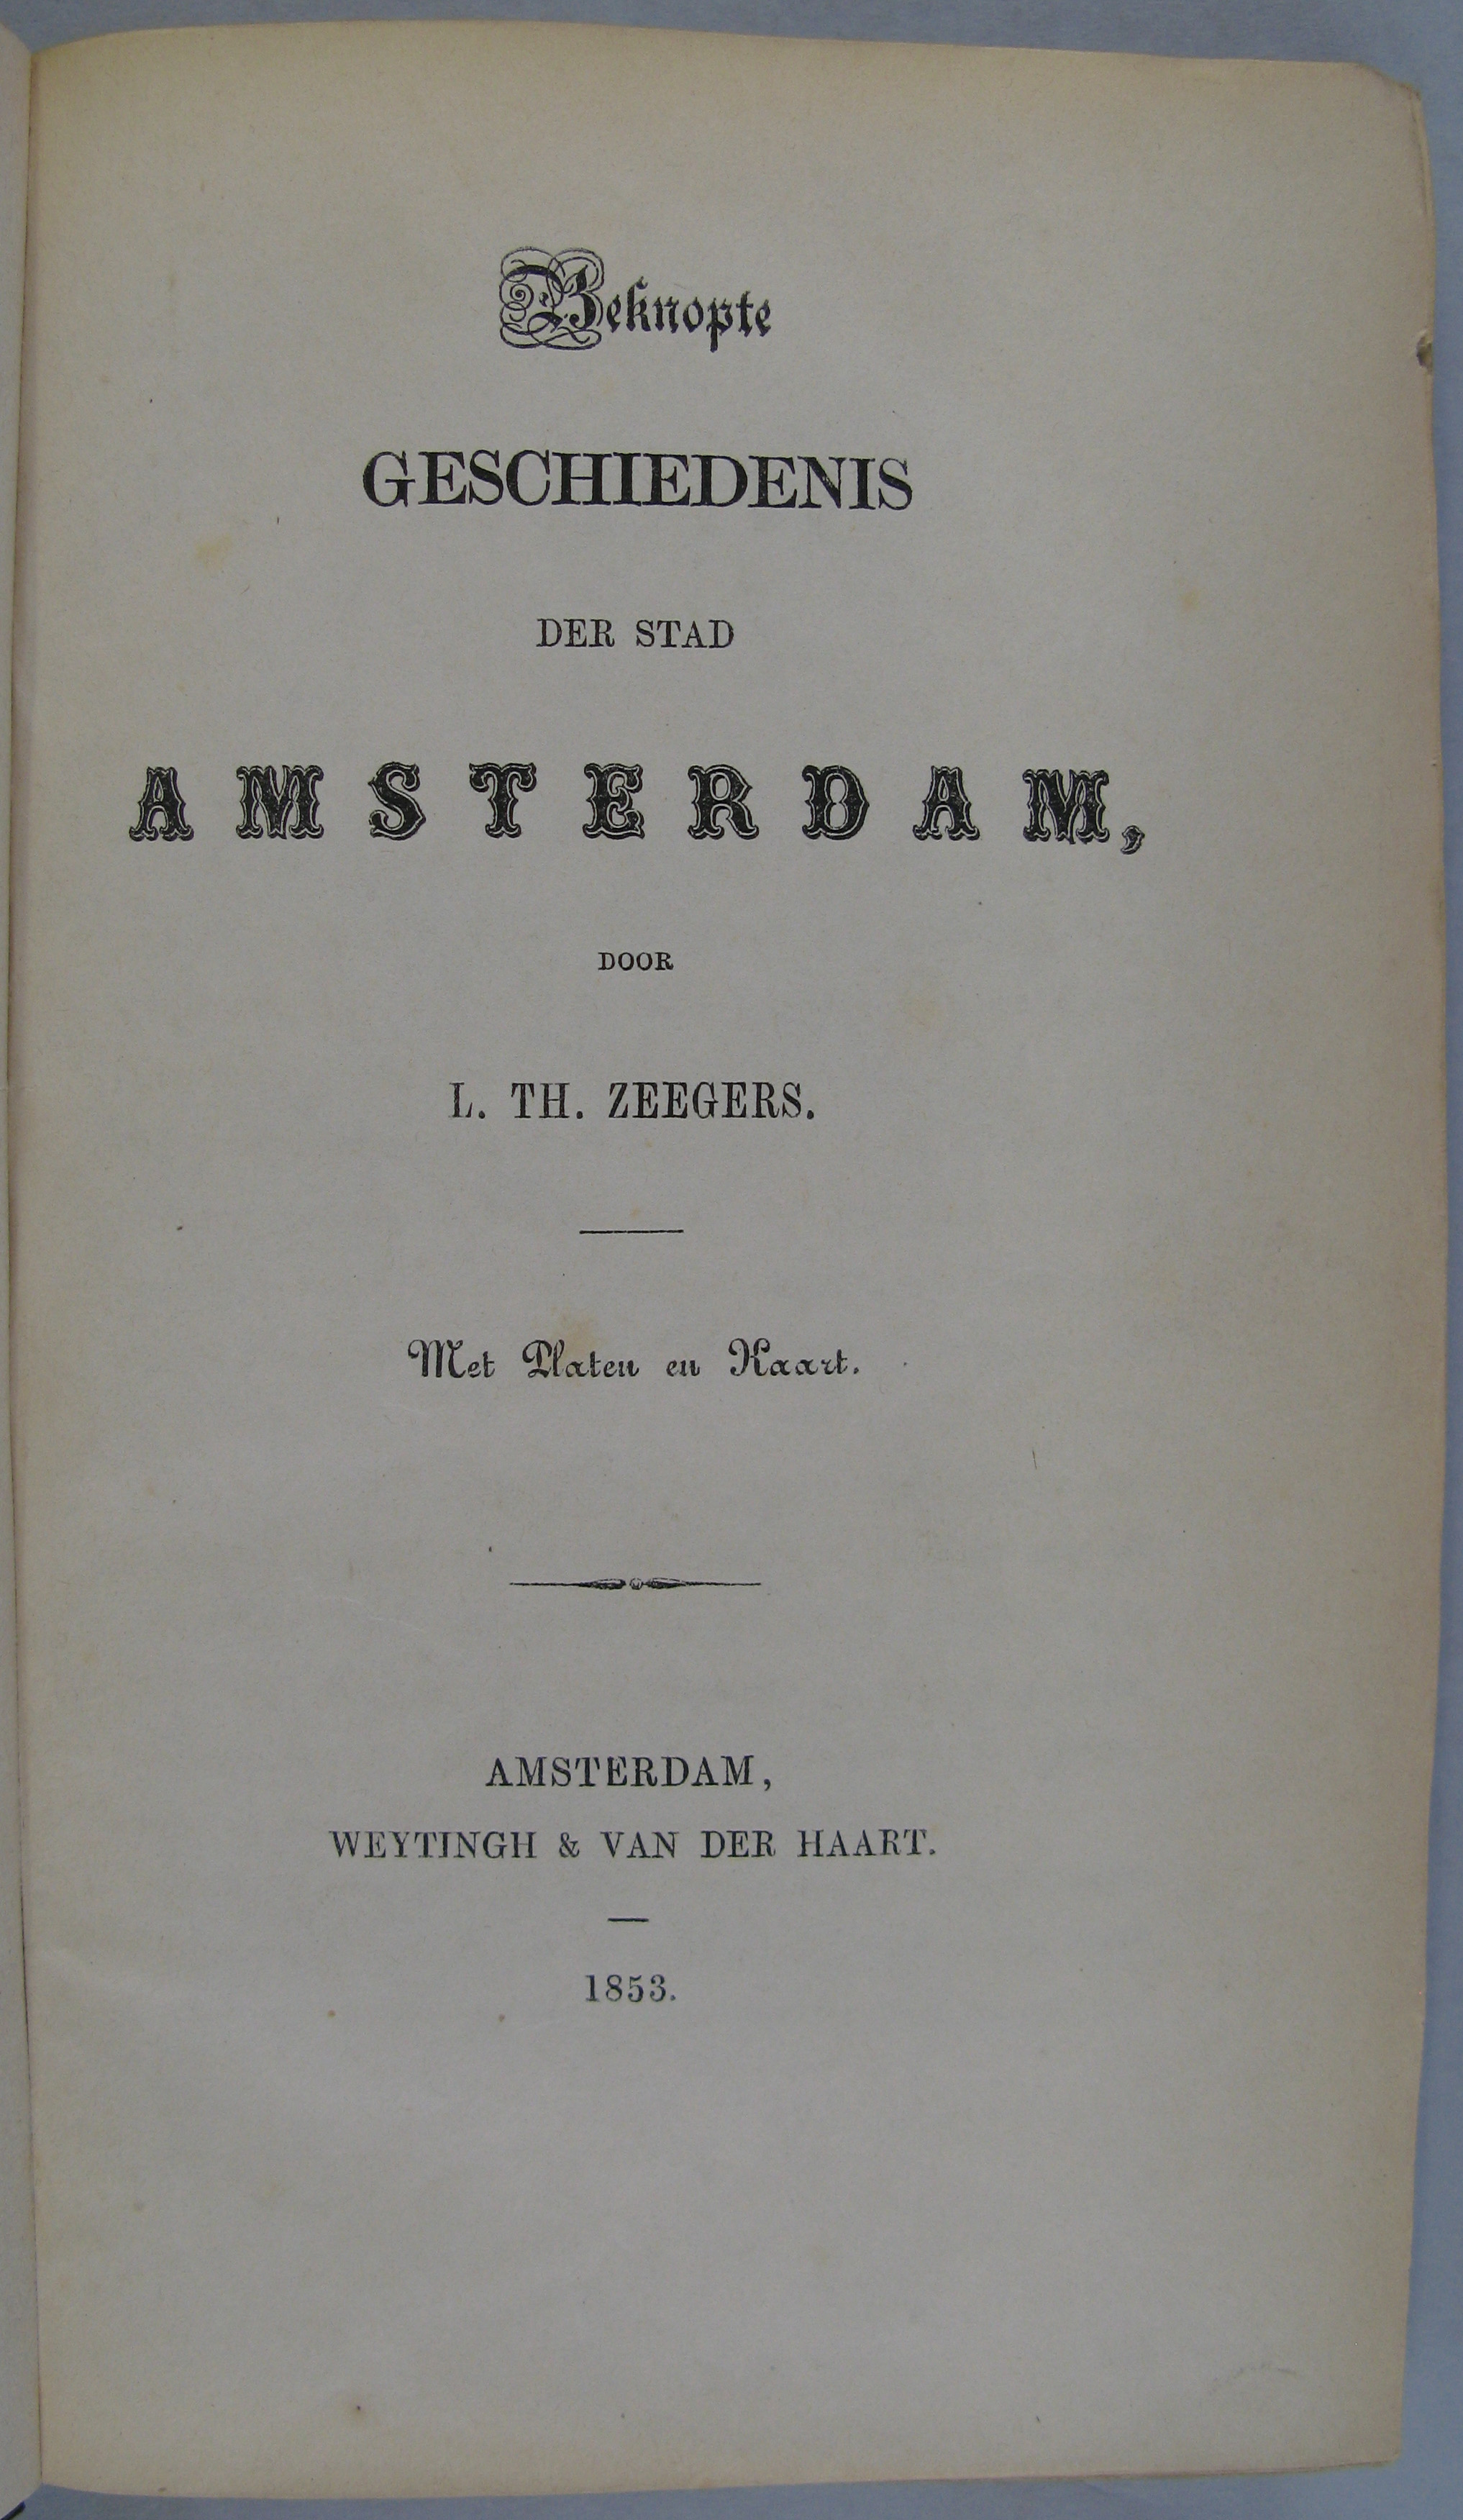 Beknopte
GESCHIEDENIS
DER STAD
AMSTERDAM,
DOOR
L. TH. ZEEGERS.
Met Platen en Kaart.
AMSTERDAM,
WEYTINGH & VAN DER HAART.
1853.